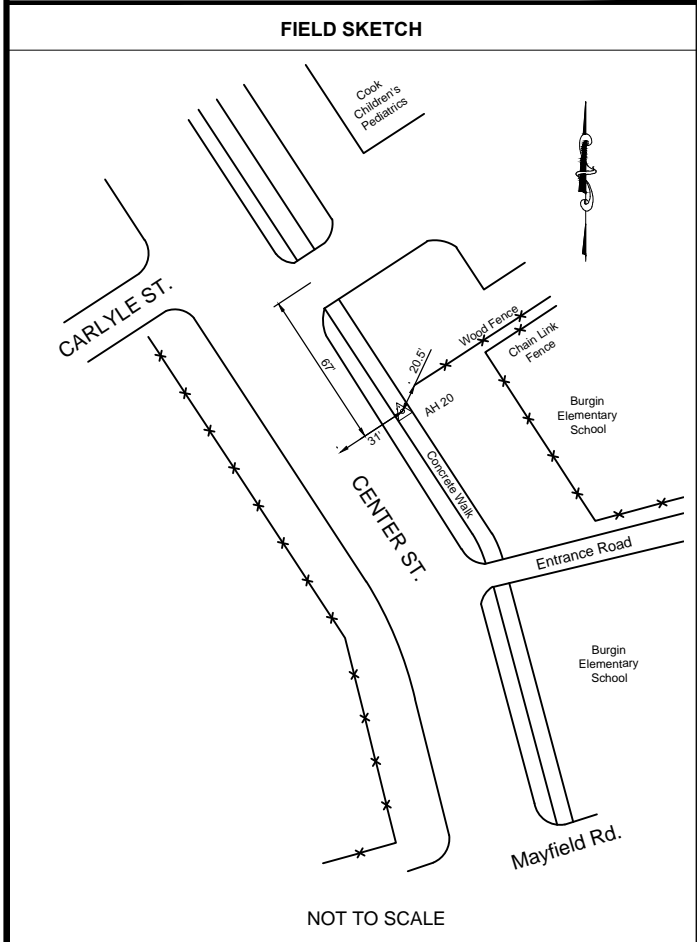 FIELD SKETCH
Cook
Children's
Pediatrics
CARLYLE ST.
67'
31'
20.5'
AH 20
Wood Fence
Chain Link
Fence
Burgin
Elementary
School
Concrete Walk
CENTER ST.
Entrance Road
Burgin
Elementary
School
Mayfield Rd.
NOT TO SCALE